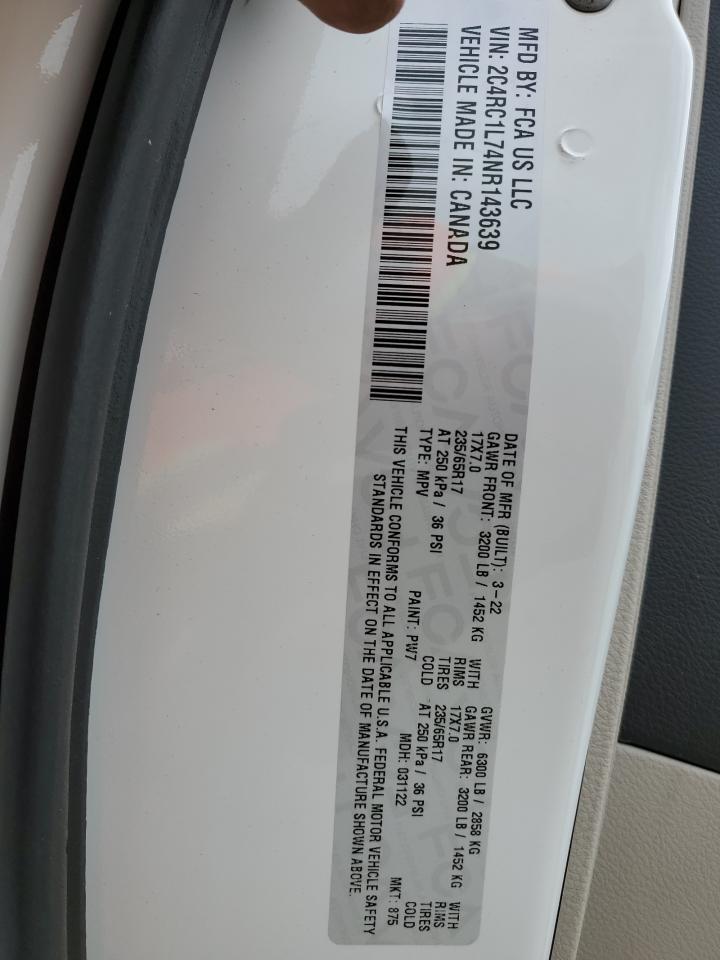 MFD BY: FCA US LLC
VIN: 2C4RC1L74NR143639
VEHICLE MADE IN: CANADA
DATE OF MFR (BUILT): 3-22 GVWR: 6300 LB / 2858 KG
GAWR FRONT: 3200 LB / 1452 KG WITH GAWR REAR: 3200 LB / 1452 KG WITH
17X7.0 RIMS 17X7.0 RIMS
235/65R17 TIRES 235/65R17 TIRES
AT 250 kPa / 36 PSI COLD AT 250 kPa / 36 PSI COLD
TYPE: MPV PAINT: PW7 MDH: 031122 MKT: 875
THIS VEHICLE CONFORMS TO ALL APPLICABLE U.S.A. FEDERAL MOTOR VEHICLE SAFETY
STANDARDS IN EFFECT ON THE DATE OF MANUFACTURE SHOWN ABOVE.